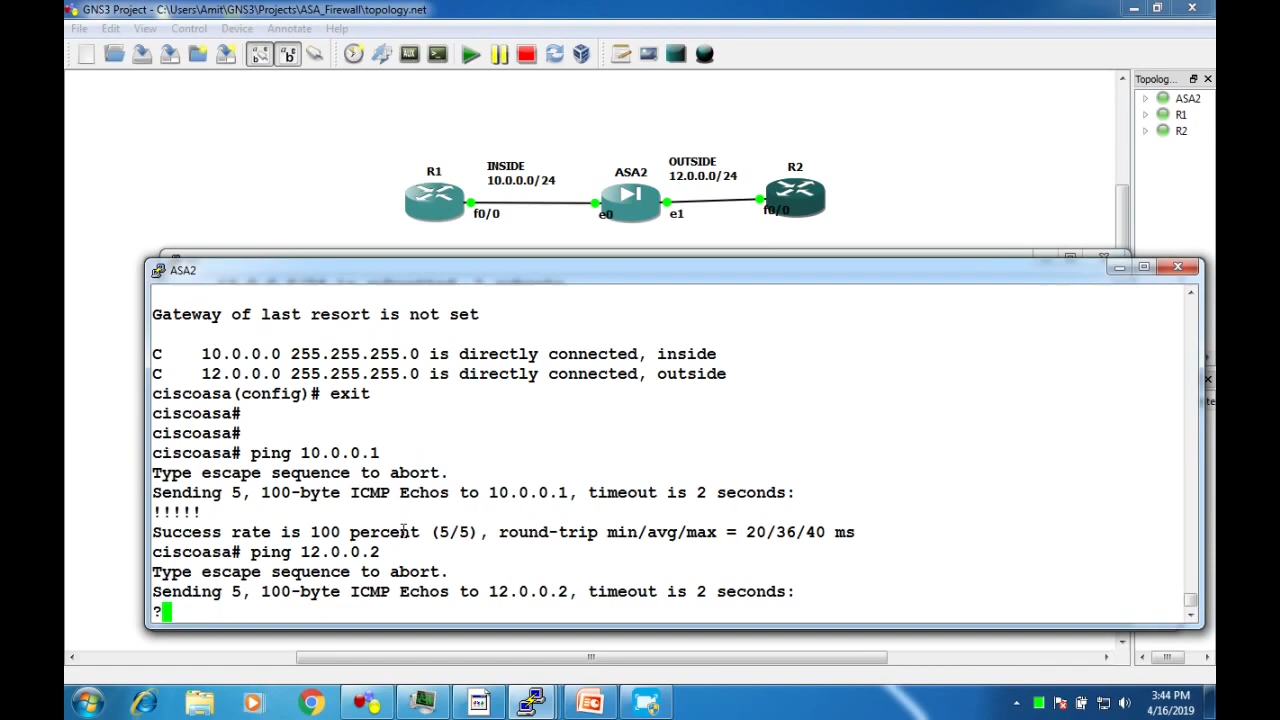 GNS3 Project - C:\Users\Amit\GNS3\Projects\ASA_Firewall\topology.net
File Edit View Control Device Annotate Help
Topolog...
ASA2
R1
R2
R1
INSIDE
10.0.0.0/24
ASA2
OUTSIDE
12.0.0.0/24
R2
f0/0
e0
e1
f0/0
ASA2
Gateway of last resort is not set
C 10.0.0.0 255.255.255.0 is directly connected, inside
C 12.0.0.0 255.255.255.0 is directly connected, outside
ciscoasa(config)# exit
ciscoasa#
ciscoasa#
ciscoasa# ping 10.0.0.1
Type escape sequence to abort.
Sending 5, 100-byte ICMP Echos to 10.0.0.1, timeout is 2 seconds:
!!!!!
Success rate is 100 percent (5/5), round-trip min/avg/max = 20/36/40 ms
ciscoasa# ping 12.0.0.2
Type escape sequence to abort.
Sending 5, 100-byte ICMP Echos to 12.0.0.2, timeout is 2 seconds:
?
3:44 PM
4/16/2019